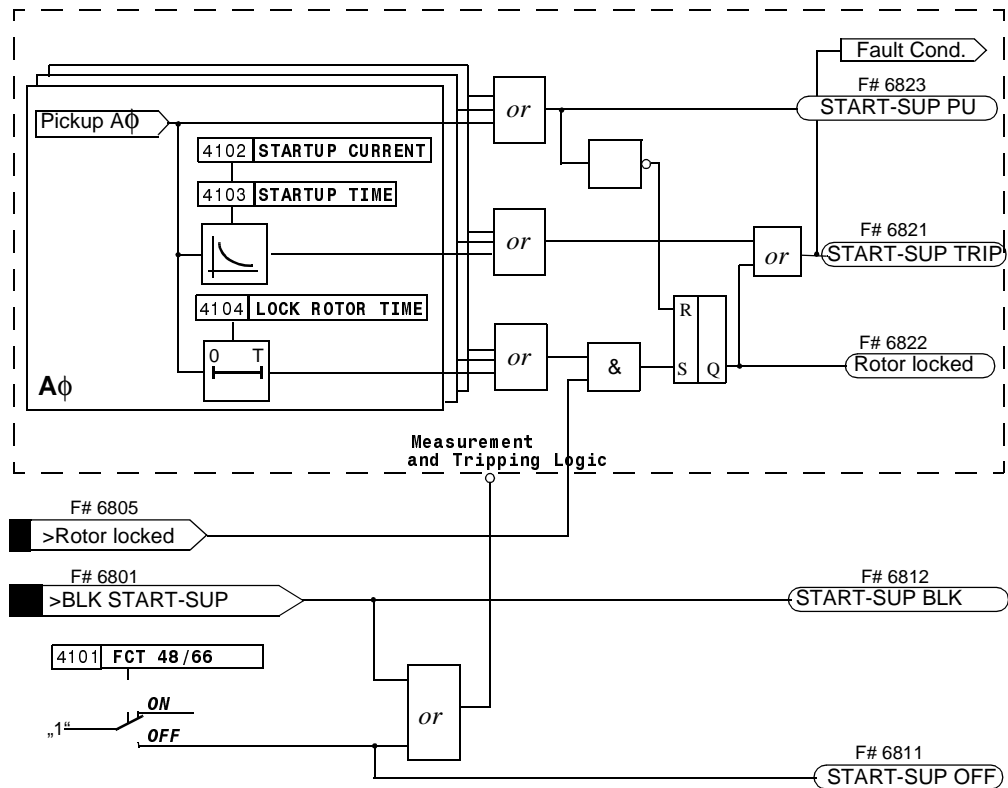 Fault Cond.
F# 6823
START-SUP PU
Pickup Aϕ
or
4102 STARTUP CURRENT
4103 STARTUP TIME
or
F# 6821
or
START-SUP TRIP
4104 LOCK ROTOR TIME
R
F# 6822
0 T
or
&
S Q
Rotor locked
Aϕ
Measurement
and Tripping Logic
F# 6805
>Rotor locked
F# 6801
>BLK START-SUP
F# 6812
START-SUP BLK
4101 FCT 48/66
ON
or
„1“
OFF
F# 6811
START-SUP OFF